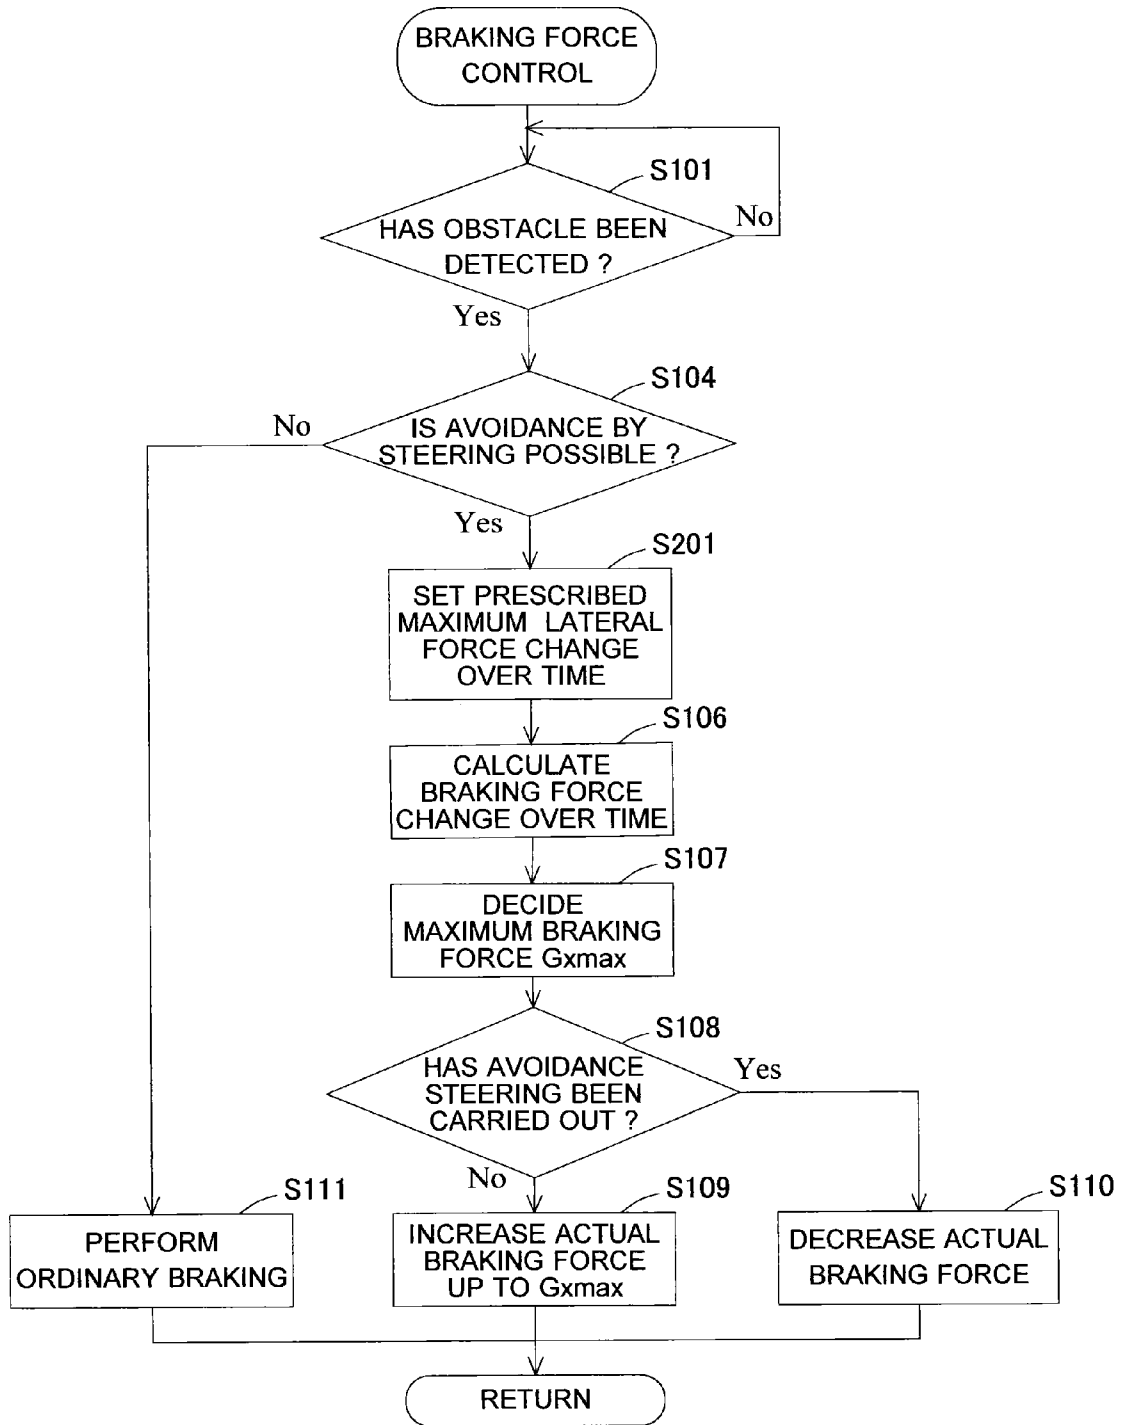 BRAKING FORCE
CONTROL
S101
No
HAS OBSTACLE BEEN
DETECTED ?
Yes
S104
No
IS AVOIDANCE BY
STEERING POSSIBLE ?
Yes
S201
SET PRESCRIBED
MAXIMUM LATERAL
FORCE CHANGE
OVER TIME
S106
CALCULATE
BRAKING FORCE
CHANGE OVER TIME
S107
DECIDE
MAXIMUM BRAKING
FORCE Gxmax
S108
HAS AVOIDANCE
STEERING BEEN
CARRIED OUT ?
Yes
No
S111
PERFORM
ORDINARY BRAKING
S109
INCREASE ACTUAL
BRAKING FORCE
UP TO Gxmax
S110
DECREASE ACTUAL
BRAKING FORCE
RETURN